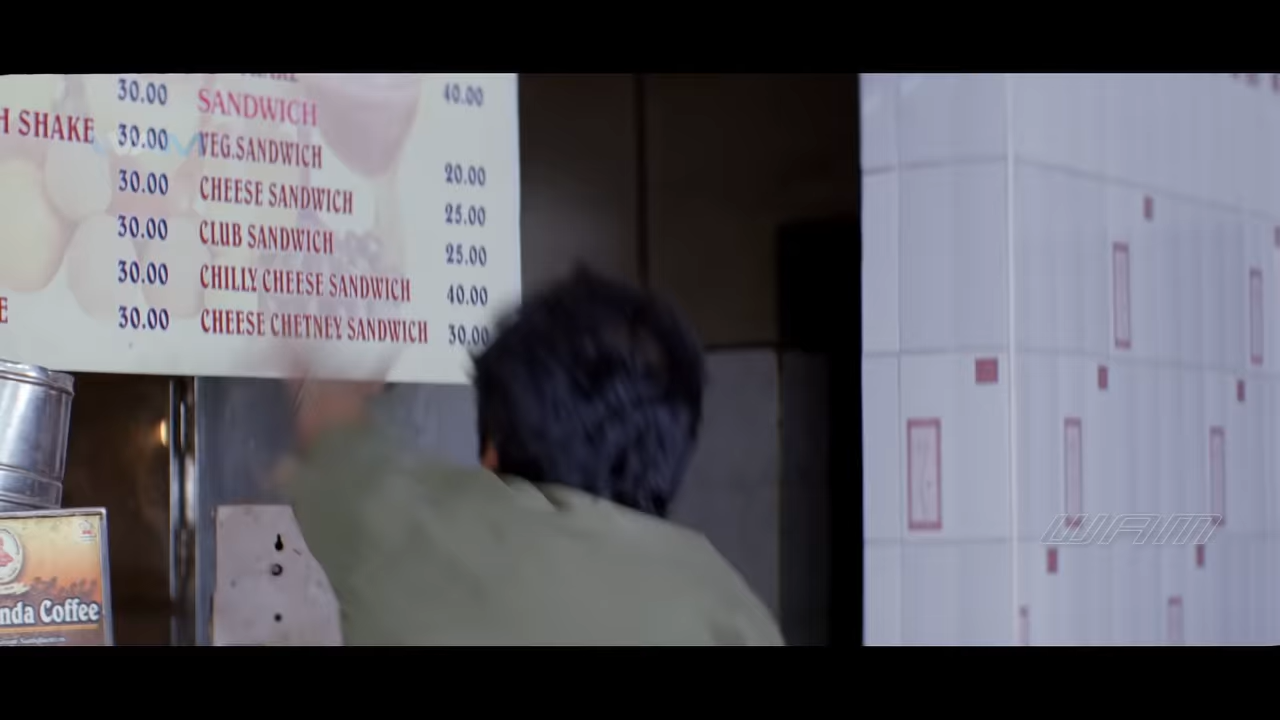 30.00 SANDWICH 40.00
H SHAKE 30.00 VEG.SANDWICH 20.00
30.00 CHEESE SANDWICH 25.00
30.00 CLUB SANDWICH 25.00
30.00 CHILLY CHEESE SANDWICH 40.00
E 30.00 CHEESE CHETNEY SANDWICH 30.00
nda Coffee
WAM